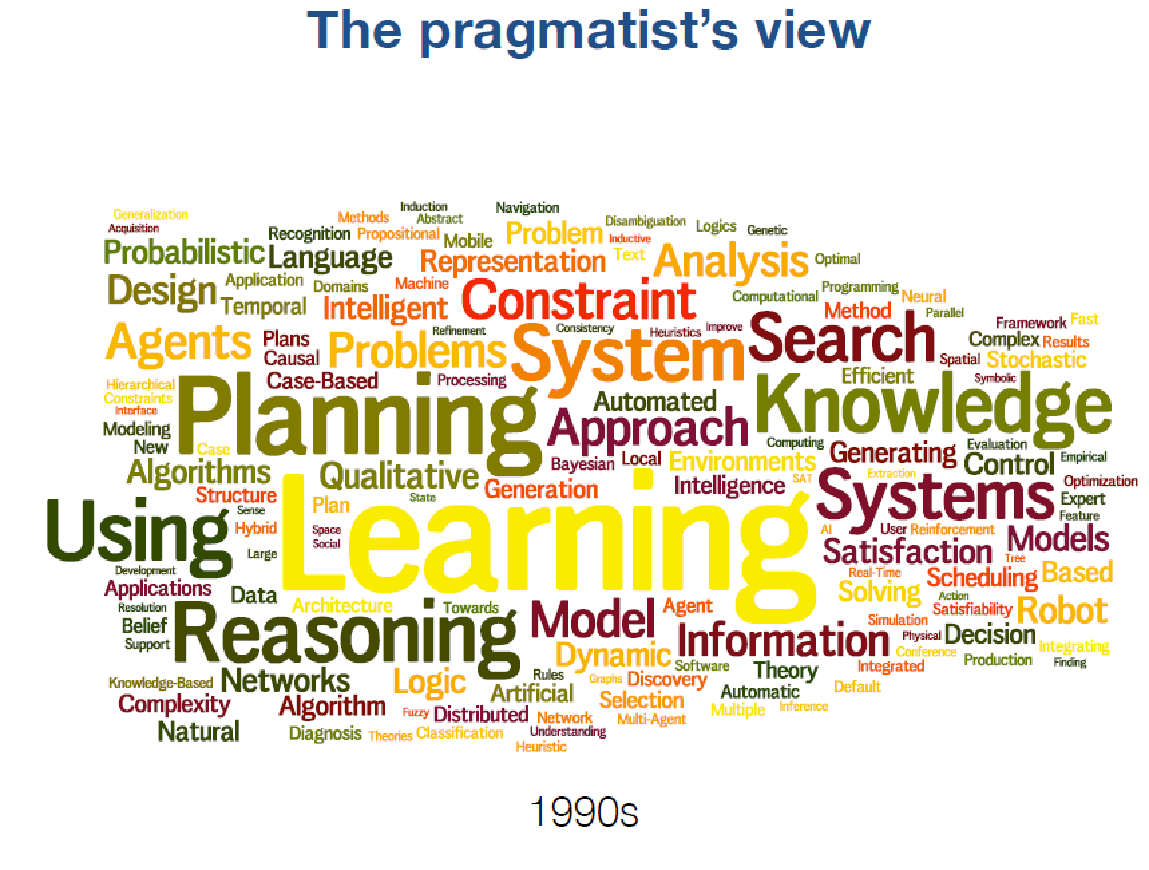 The pragmatist's view
Generalization
Acquisition
Induction
Methods
Abstract
Navigation
Recognition
Propositional
Mobile
Problem
Disambiguation
Logics
Genetic
Inductive
Probabilistic
Language
Representation
Text
Analysis
Optimal
Design
Application
Domains
Machine
Temporal
Intelligent
Constraint
Computational
Programming
Neural
Method
Parallel
Agents
Plans
Causal
Problems
Refinement
System
Consistency
Heuristics
Improve
Search
Framework
Fast
Complex
Results
Spatial
Stochastic
Hierarchical
Constraints
Interface
Case-Based
Processing
Efficient
Symbolic
Planning
Automated
Approach
Knowledge
Modeling
New
Case
Computing
Generating
Evaluation
Empirical
Algorithms
Qualitative
Bayesian
Local
Environments
Control
Structure
Generation
Intelligence
SAT
Extraction
Systems
Optimization
Expert
Feature
Using
Sense
Plan
State
Learning
Hybrid
Space
Social
Large
AI
User
Reinforcement
Satisfaction
Models
Tree
Development
Applications
Data
Real-Time
Scheduling
Based
Solving
Action
Resolution
Architecture
Towards
Model
Agent
Satisfiability
Robot
Belief
Support
Reasoning
Information
Simulation
Physical
Decision
Conference
Integrating
Dynamic
Software
Theory
Integrated
Production
Finding
Knowledge-Based
Networks
Logic
Rules
Graphs
Discovery
Artificial
Automatic
Default
Complexity
Algorithm
Fuzzy
Distributed
Network
Selection
Multi-Agent
Multiple
Inference
Natural
Diagnosis
Theories
Classification
Understanding
Heuristic
1990s